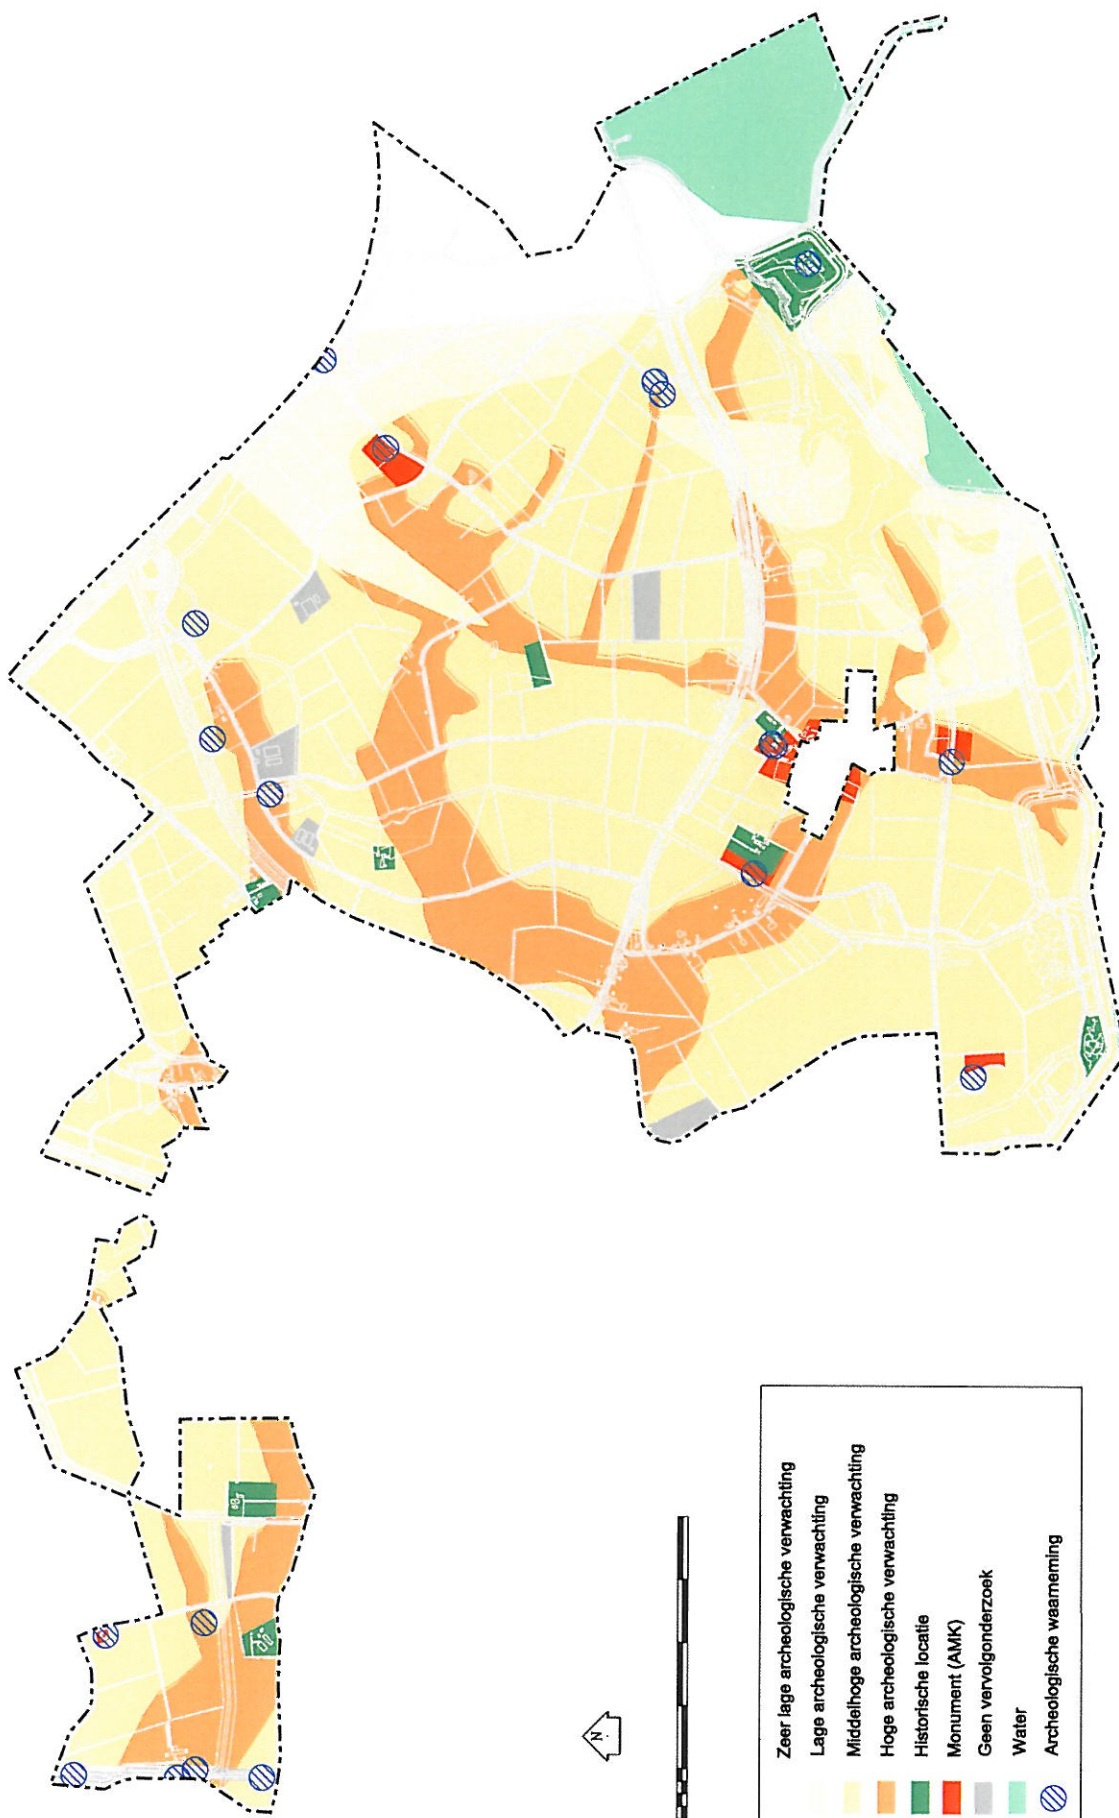 N
Zeer lage archeologische verwachting
Lage archeologische verwachting
Middelhoge archeologische verwachting
Hoge archeologische verwachting
Historische locatie
Monument (AMK)
Geen vervolgonderzoek
Water
Archeologische waarneming